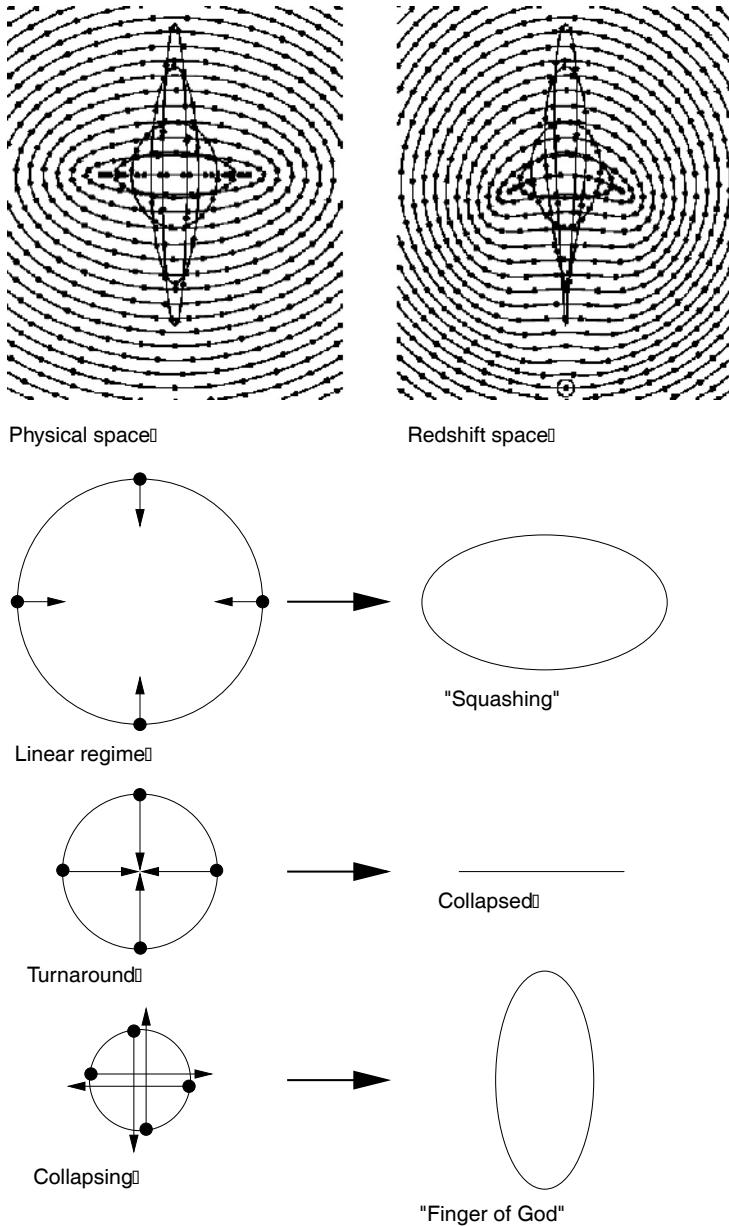 Physical space
Redshift space
"Squashing"
Linear regime
Collapsed
Turnaround
Collapsing
"Finger of God"